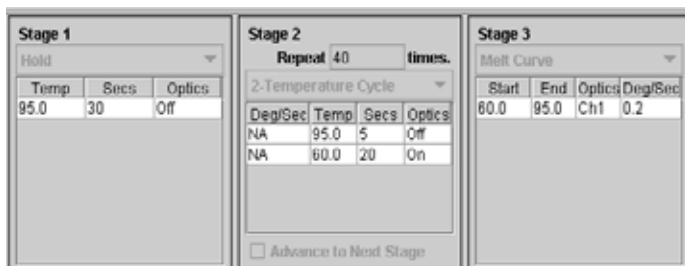 Stage 1
Hold
Temp Secs Optics
95.0 30 Off
Stage 2
Repeat 40 times.
2-Temperature Cycle
Deg/Sec Temp Secs Optics
NA 95.0 5 Off
NA 60.0 20 On
Advance to Next Stage
Stage 3
Melt Curve
Start End Optics Deg/Sec
60.0 95.0 Ch1 0.2